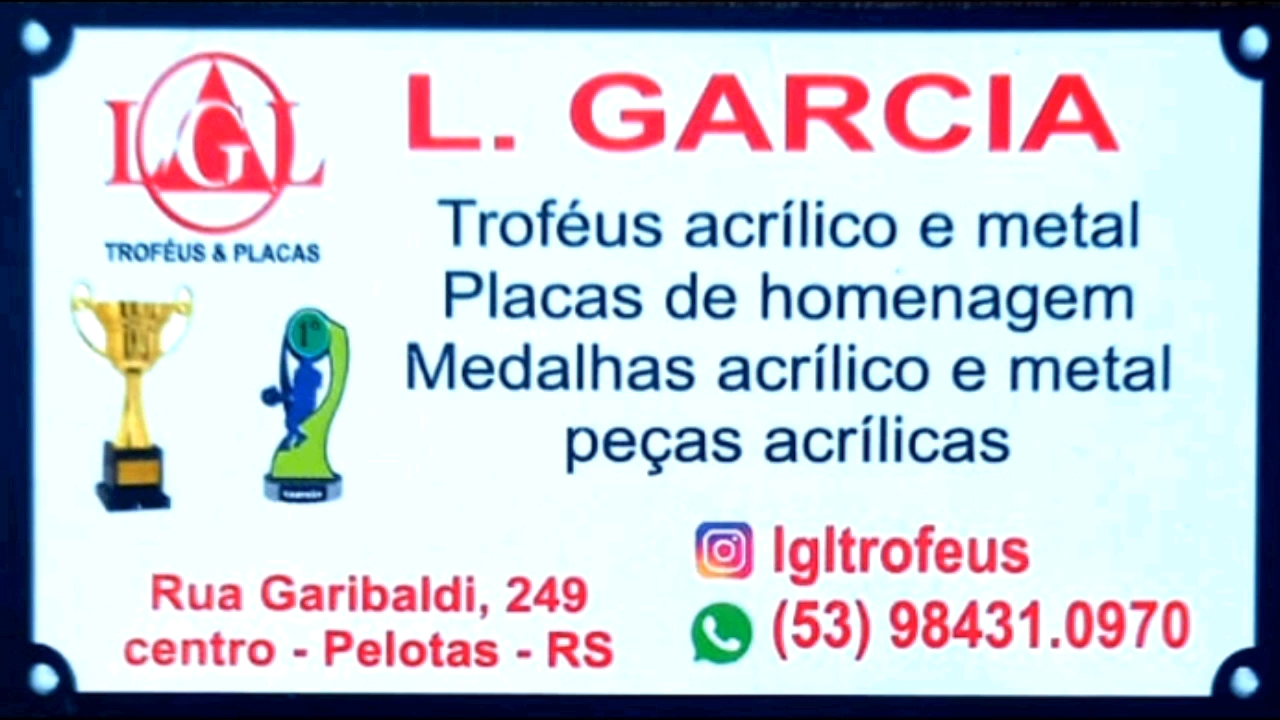 LGL
TROFÉUS & PLACAS
L. GARCIA
Troféus acrílico e metal
Placas de homenagem
Medalhas acrílico e metal
peças acrílicas
1º
lgltrofeus
(53) 98431.0970
Rua Garibaldi, 249
centro - Pelotas - RS